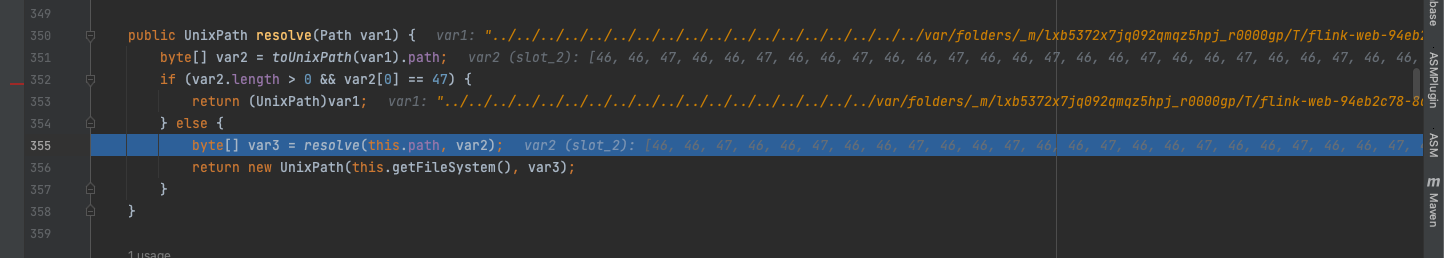 349
350 public UnixPath resolve(Path var1) { var1: "../../../../../../../../../../../../../../../../../../var/folders/_m/lxb5372x7jq092qmqz5hpj_r0000gp/T/flink-web-94eb2
351 byte[] var2 = toUnixPath(var1).path; var2 (slot_2): [46, 46, 47, 46, 46, 47, 46, 46, 47, 46, 46, 47, 46, 46, 47, 46, 46, 47, 46, 46, 47, 46, 46, 47, 46, 46,
352 if (var2.length > 0 && var2[0] == 47) {
353 return (UnixPath)var1; var1: "../../../../../../../../../../../../../../../../../../var/folders/_m/lxb5372x7jq092qmqz5hpj_r0000gp/T/flink-web-94eb2c78-8
354 } else {
355 byte[] var3 = resolve(this.path, var2); var2 (slot_2): [46, 46, 47, 46, 46, 47, 46, 46, 47, 46, 46, 47, 46, 46, 47, 46, 46, 47, 46, 46, 47, 46, 46, 47,
356 return new UnixPath(this.getFileSystem(), var3);
357 }
358 }
359
1 usage
base
ASMPlugin
ASM
m Maven